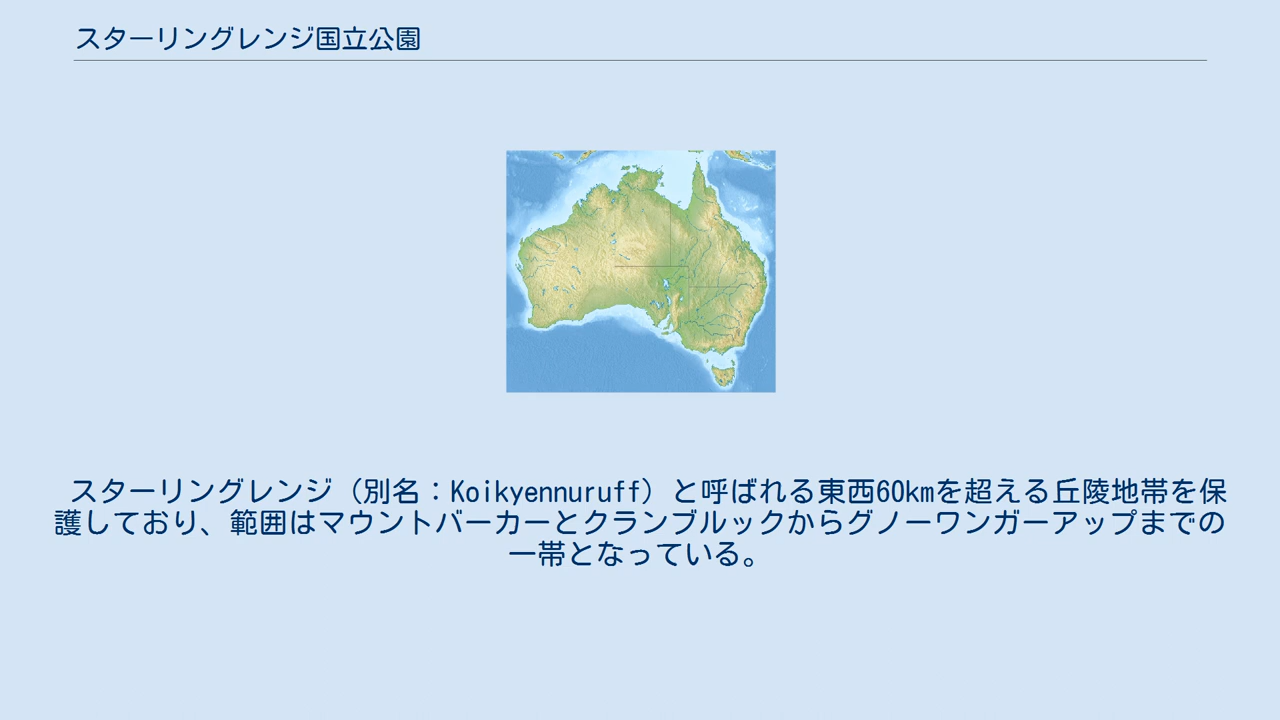 スターリングレンジ国立公園
スターリングレンジ（別名：Koikyennuruff）と呼ばれる東西60kmを超える丘陵地帯を保
護しており、範囲はマウントバーカーとクランブルックからグノーワンガーアップまでの
一帯となっている。